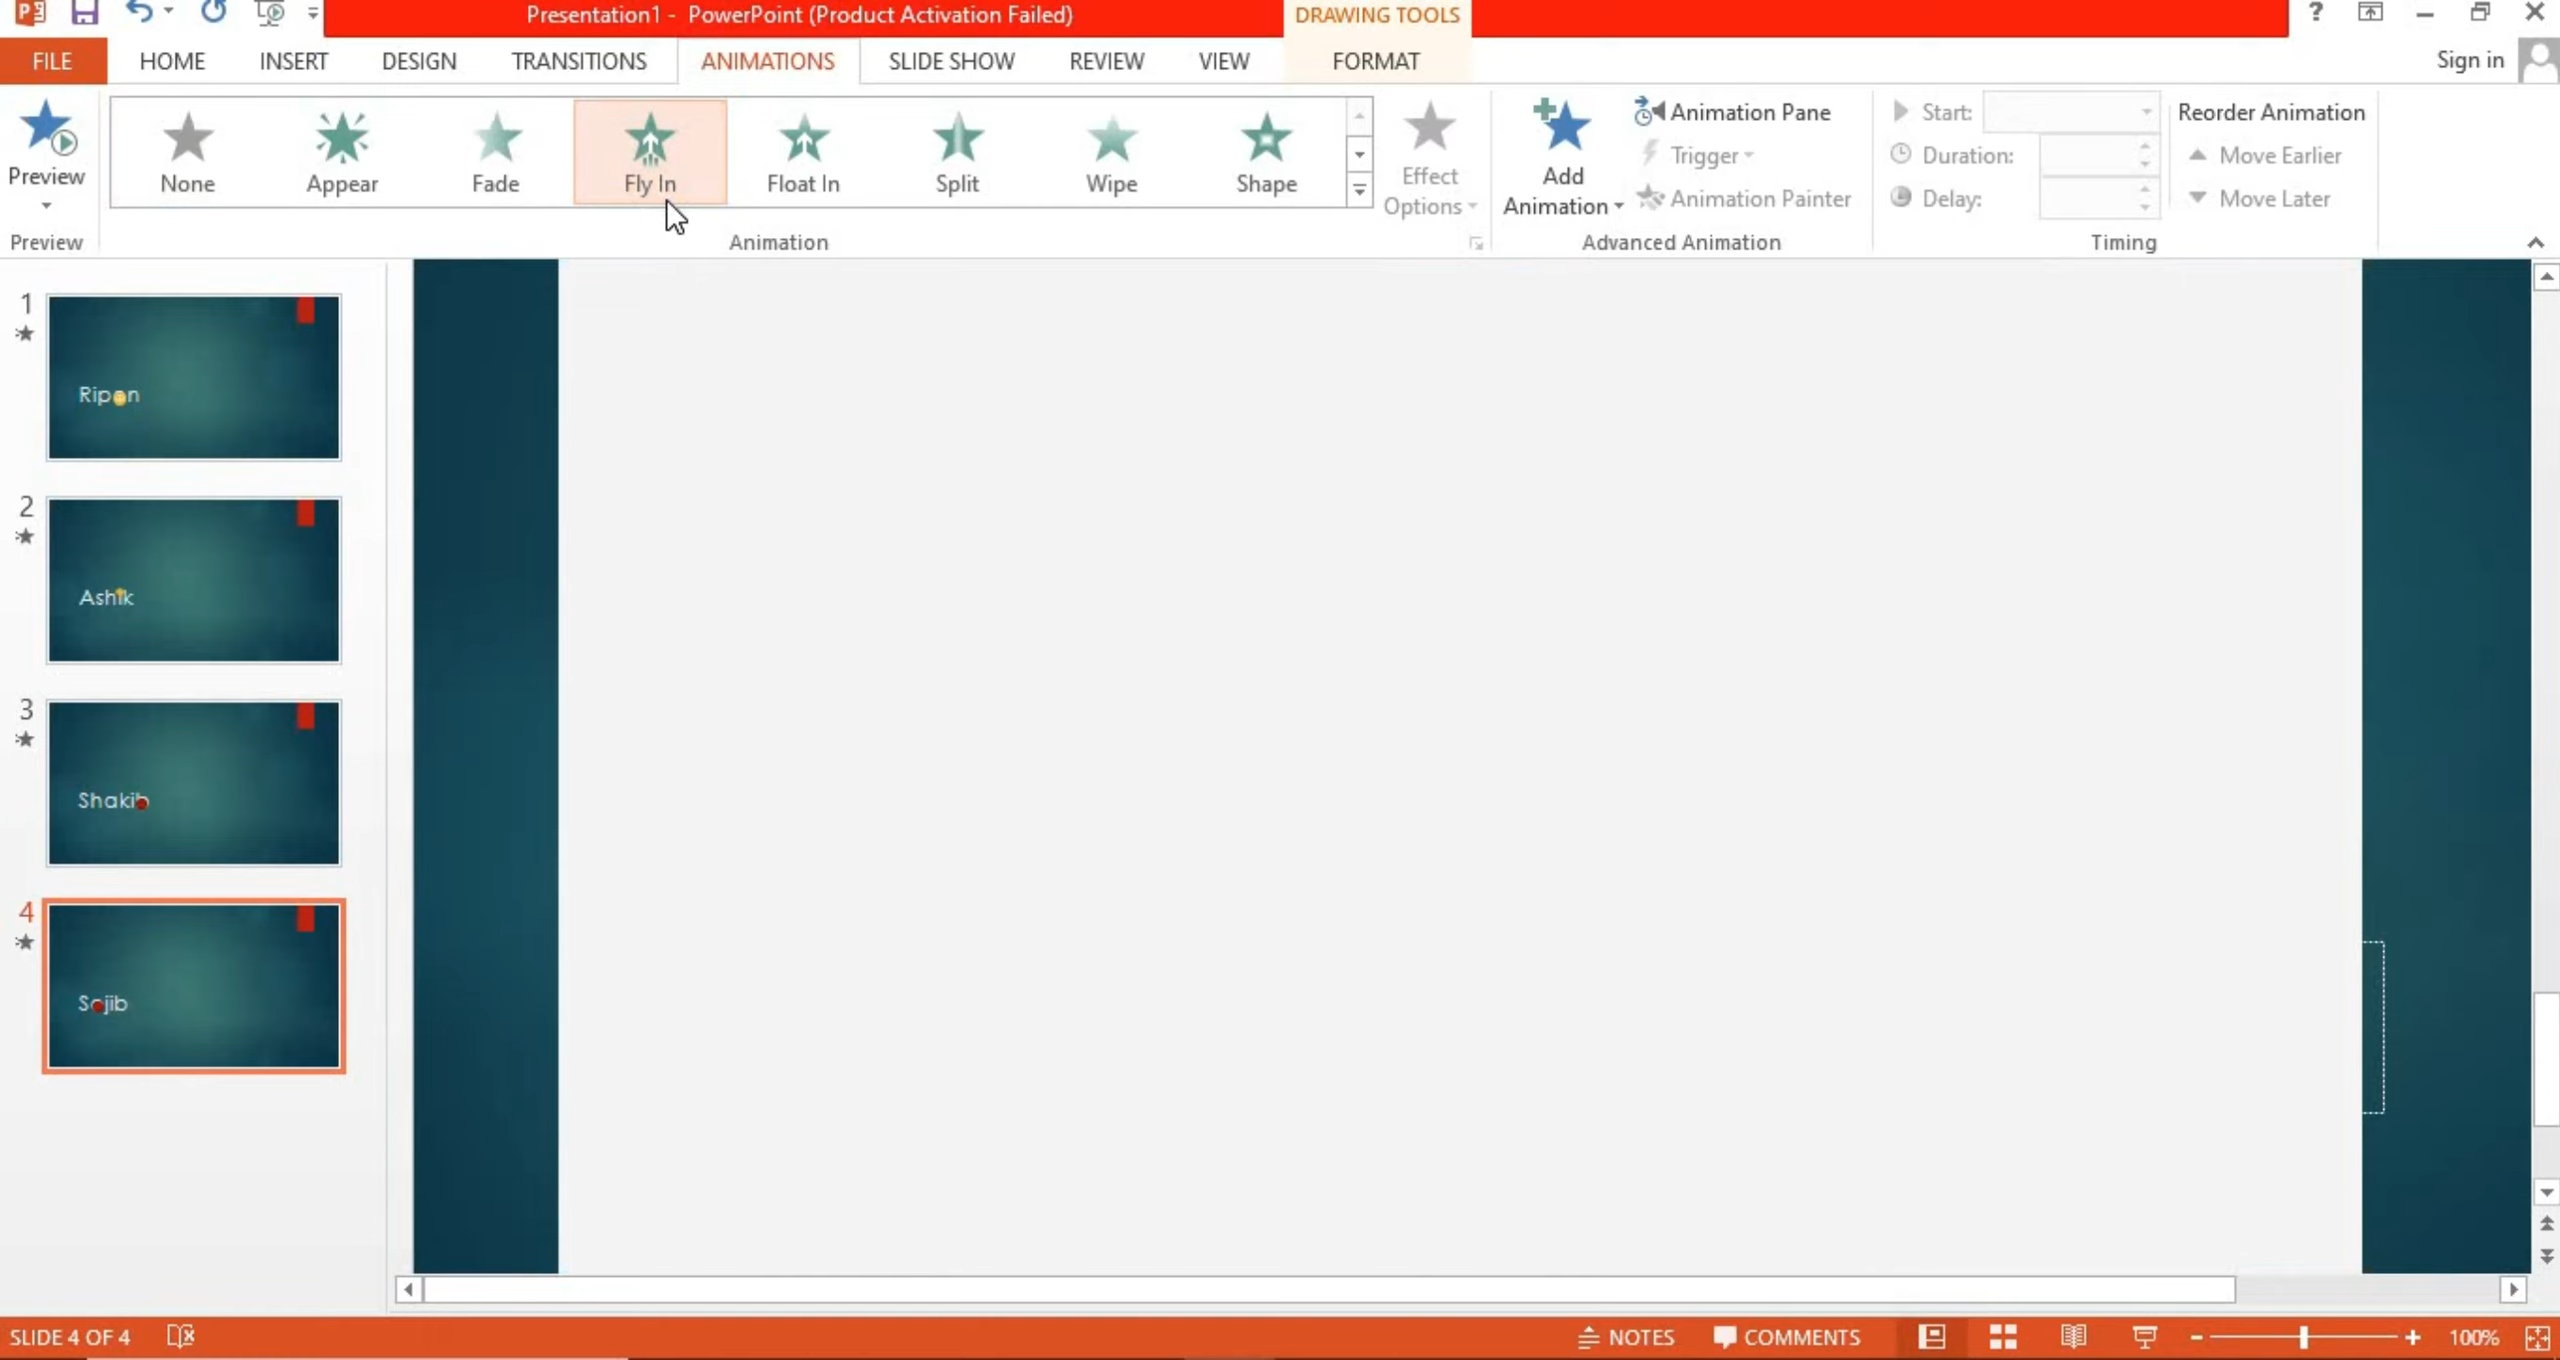 Presentation1 - PowerPoint (Product Activation Failed)
DRAWING TOOLS
?
FILE HOME INSERT DESIGN TRANSITIONS ANIMATIONS SLIDE SHOW REVIEW VIEW FORMAT Sign in
Preview
None Appear Fade Fly In Float In Split Wipe Shape
Effect Options
Add Animation
Animation Pane
Trigger
Animation Painter
Start:
Duration:
Delay:
Reorder Animation
Move Earlier
Move Later
Preview Animation Advanced Animation Timing
1
Ripon
2
Ashik
3
Shakib
4
Sojib
SLIDE 4 OF 4 NOTES COMMENTS 100%